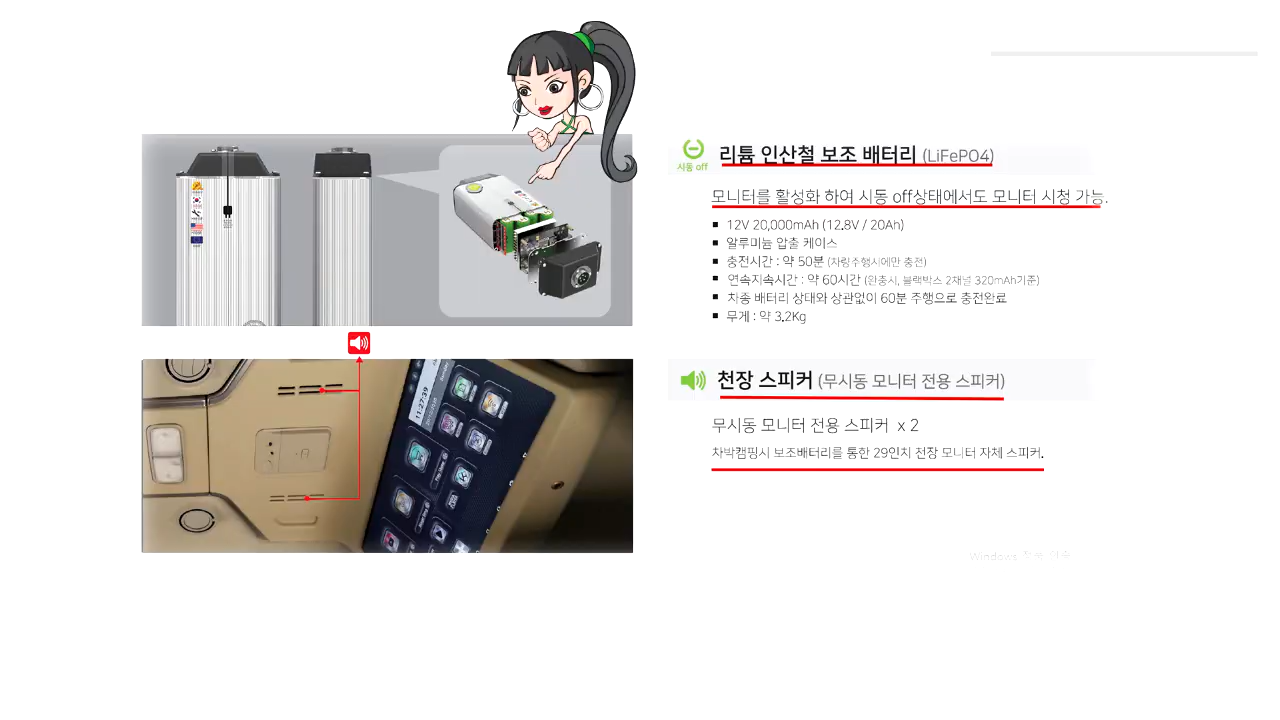 시동 off
리튬 인산철 보조 배터리 (LiFePO4)
모니터를 활성화 하여 시동 off상태에서도 모니터 시청 가능.
■ 12V 20,000mAh (12.8V / 20Ah)
■ 알루미늄 압출 케이스
■ 충전시간 : 약 50분 (차량주행시에만 충전)
■ 연속지속시간 : 약 60시간 (완충시, 블랙박스 2채널 320mAh기준)
■ 차종 배터리 상태와 상관없이 60분 주행으로 충전완료
■ 무게 : 약 3.2Kg
11:27:39
천장 스피커 (무시동 모니터 전용 스피커)
무시동 모니터 전용 스피커 x 2
차박캠핑시 보조배터리를 통한 29인치 천장 모니터 자체 스피커.
Windows